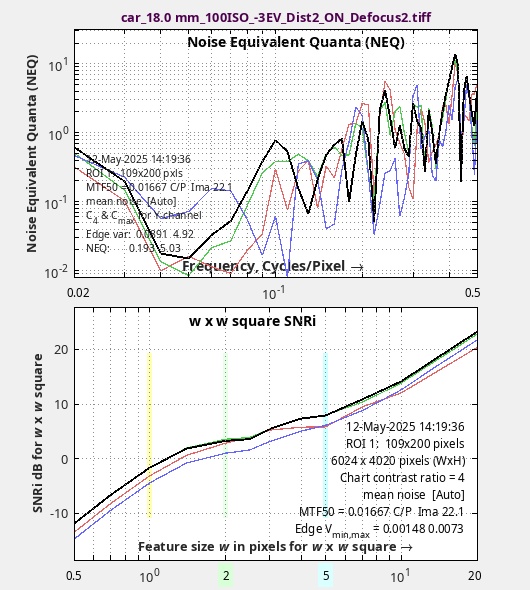 car_18.0 mm_100ISO_-3EV_Dist2_ON_Defocus2.tiff
Noise Equivalent Quanta (NEQ)
Noise Equivalent Quanta (NEQ)
10^1
10^0
10^-1
10^-2
12-May-2025 14:19:36
ROI 1: 109x200 pxls
MTF50 = 0.01667 C/P Ima 22.1
mean noise [Auto]
C_4 & C_max for Y channel
Edge var: 0.0891 4.92
NEQ: 0.193 5.03
Frequency, Cycles/Pixel →
0.02 10^-1 0.5
w x w square SNRi
SNRi dB for w x w square
20
10
0
-10
12-May-2025 14:19:36
ROI 1: 109x200 pixels
6024 x 4020 pixels (WxH)
Chart contrast ratio = 4
mean noise [Auto]
MTF50 = 0.01667 C/P Ima 22.1
Edge V_min,max = 0.00148 0.0073
Feature size w in pixels for w x w square →
0.5 10^0 2 5 10^1 20